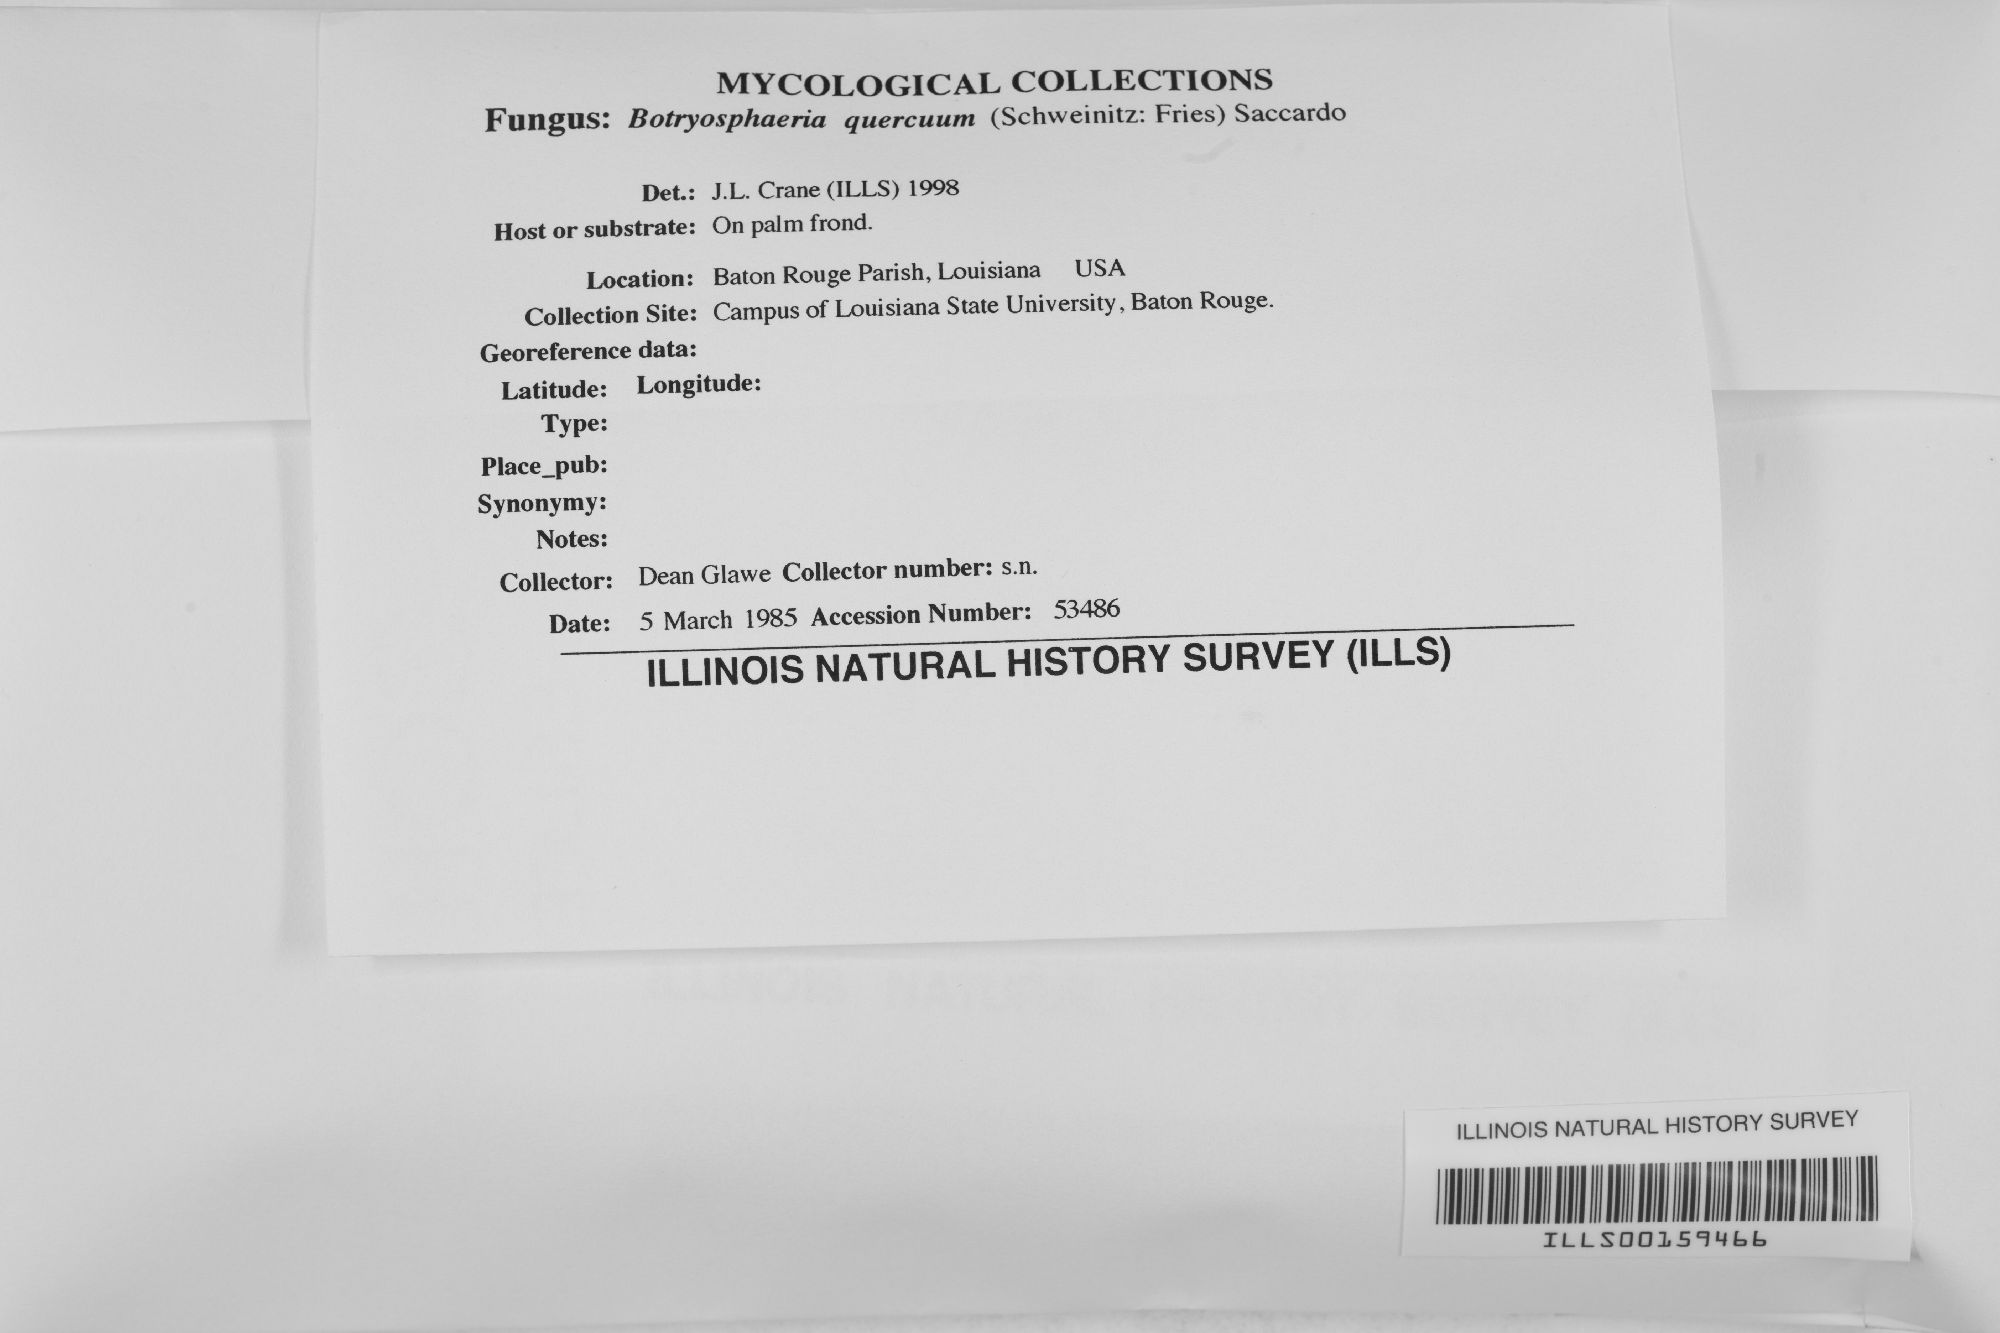 MYCOLOGICAL COLLECTIONS
Fungus: Botryosphaeria quercuum (Schweinitz: Fries) Saccardo
Det.: J.L. Crane (ILLS) 1998
Host or substrate: On palm frond.
Location: Baton Rouge Parish, Louisiana USA
Collection Site: Campus of Louisiana State University, Baton Rouge.
Georeference data:
Latitude: Longitude:
Type:
Place_pub:
Synonymy:
Notes:
Collector: Dean Glawe Collector number: s.n.
Date: 5 March 1985 Accession Number: 53486
ILLINOIS NATURAL HISTORY SURVEY (ILLS)
ILLINOIS NATURAL HISTORY SURVEY
ILLS00159466